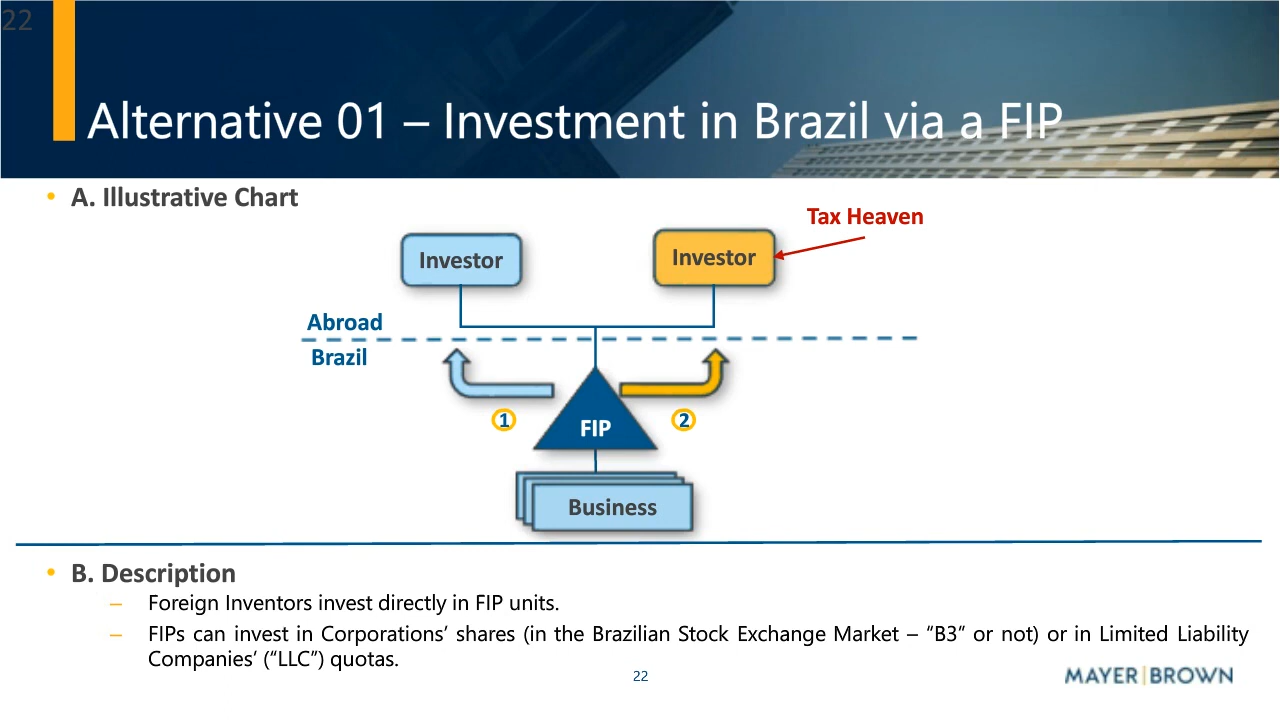 22
Alternative 01 – Investment in Brazil via a FIP
• A. Illustrative Chart
Tax Heaven
Investor
Investor
Abroad
Brazil
1
2
FIP
Business
• B. Description
– Foreign Inventors invest directly in FIP units.
– FIPs can invest in Corporations’ shares (in the Brazilian Stock Exchange Market – “B3” or not) or in Limited Liability
Companies’ (“LLC”) quotas.
22
MAYER|BROWN